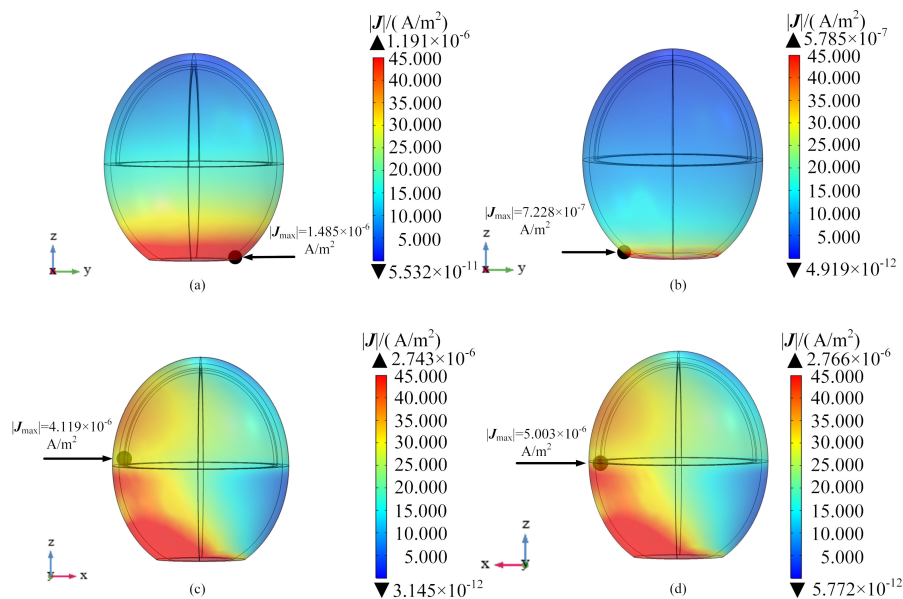 |J|/( A/m²)
▲1.191×10⁻⁶
45.000
40.000
35.000
30.000
25.000
20.000
15.000
10.000
5.000
▼5.532×10⁻¹¹
|Jmax|=1.485×10⁻⁶
A/m²
z
x y
(a)
|J|/( A/m²)
▲5.785×10⁻⁷
45.000
40.000
35.000
30.000
25.000
20.000
15.000
10.000
5.000
▼4.919×10⁻¹²
|Jmax|=7.228×10⁻⁷
A/m²
z
x y
(b)
|J|/( A/m²)
▲2.743×10⁻⁶
45.000
40.000
35.000
30.000
25.000
20.000
15.000
10.000
5.000
▼3.145×10⁻¹²
|Jmax|=4.119×10⁻⁶
A/m²
z
y x
(c)
|J|/( A/m²)
▲2.766×10⁻⁶
45.000
40.000
35.000
30.000
25.000
20.000
15.000
10.000
5.000
▼5.772×10⁻¹²
|Jmax|=5.003×10⁻⁶
A/m²
z
x y
(d)